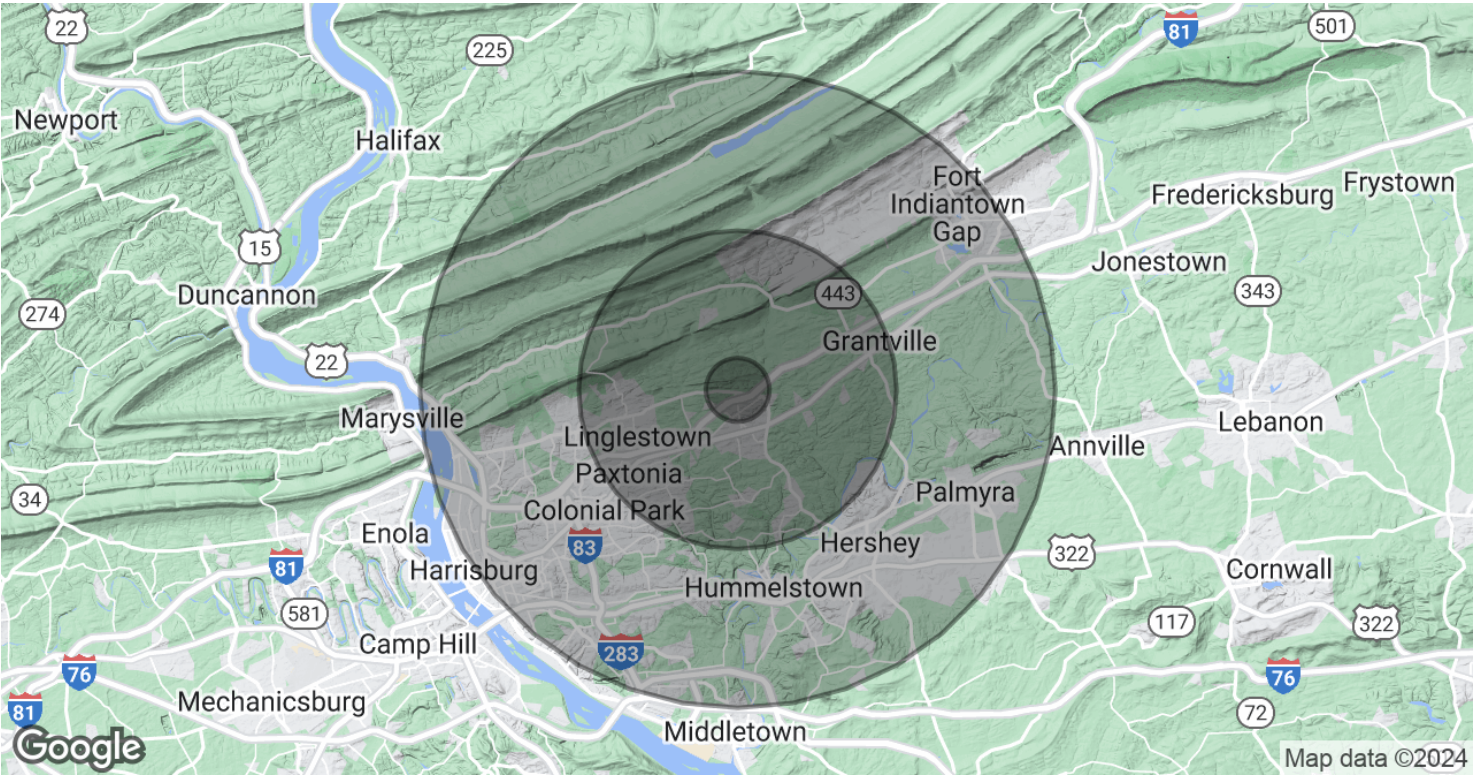 22
81
501
225
Newport
Halifax
Fort
Indiantown
Gap
Fredericksburg
Frystown
15
Jonestown
Duncannon
443
343
274
Grantville
22
Marysville
Linglestown
Lebanon
Annville
Paxtonia
34
Colonial Park
Palmyra
Enola
83
Hershey
322
81
Harrisburg
Cornwall
Hummelstown
581
117
322
Camp Hill
283
76
76
Mechanicsburg
81
72
Middletown
Google
Map data ©2024